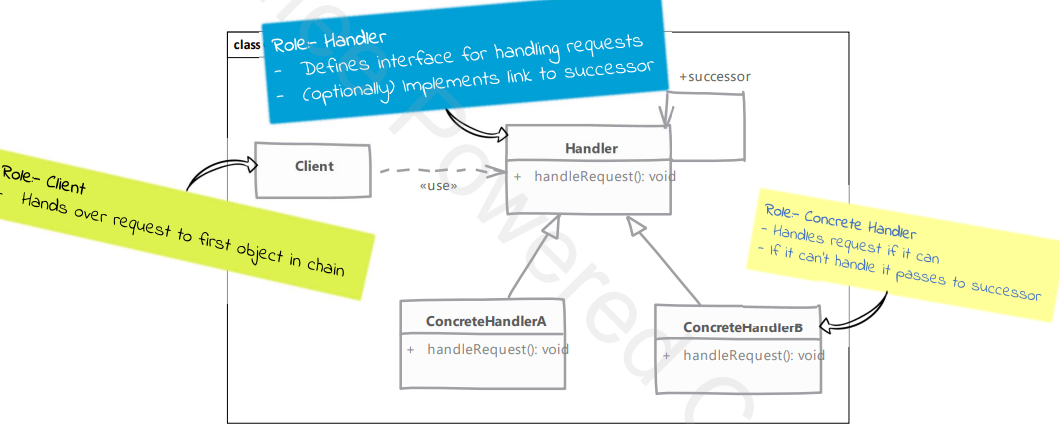 class
Role- Handler
- Defines interface for handling requests
- (optionally) Implements link to successor
+successor
Handler
+ handleRequest(): void
Client
«use»
Role- Client
- Hands over request to first object in chain
Role- Concrete Handler
- Handles request if it can
- If it can't handle it passes to successor
ConcreteHandlerA
+ handleRequest(): void
ConcreteHandlerB
+ handleRequest(): void
Powered